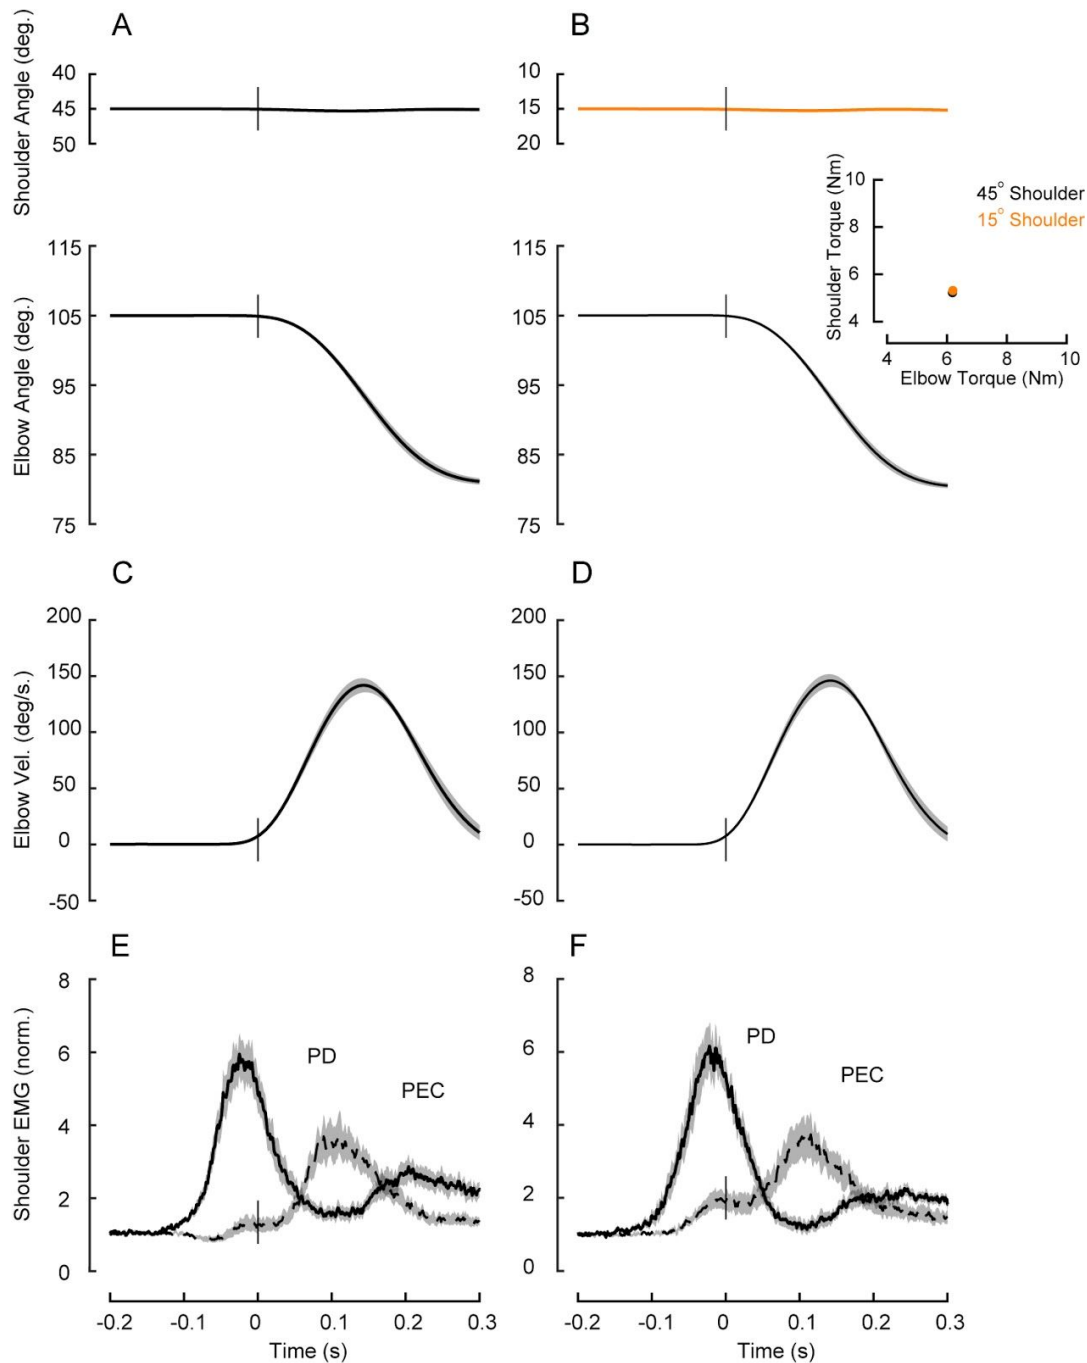 A
B
Shoulder Angle (deg.)
40
45
50
10
15
20
Shoulder Torque (Nm)
10
8
6
4
45° Shoulder
15° Shoulder
4 6 8 10
Elbow Torque (Nm)
Elbow Angle (deg.)
115
105
95
85
75
115
105
95
85
75
C
D
Elbow Vel. (deg/s.)
200
150
100
50
0
-50
200
150
100
50
0
-50
E
F
Shoulder EMG (norm.)
8
6
4
2
0
PD
PEC
8
6
4
2
0
PD
PEC
-0.2 -0.1 0 0.1 0.2 0.3
Time (s)
-0.2 -0.1 0 0.1 0.2 0.3
Time (s)